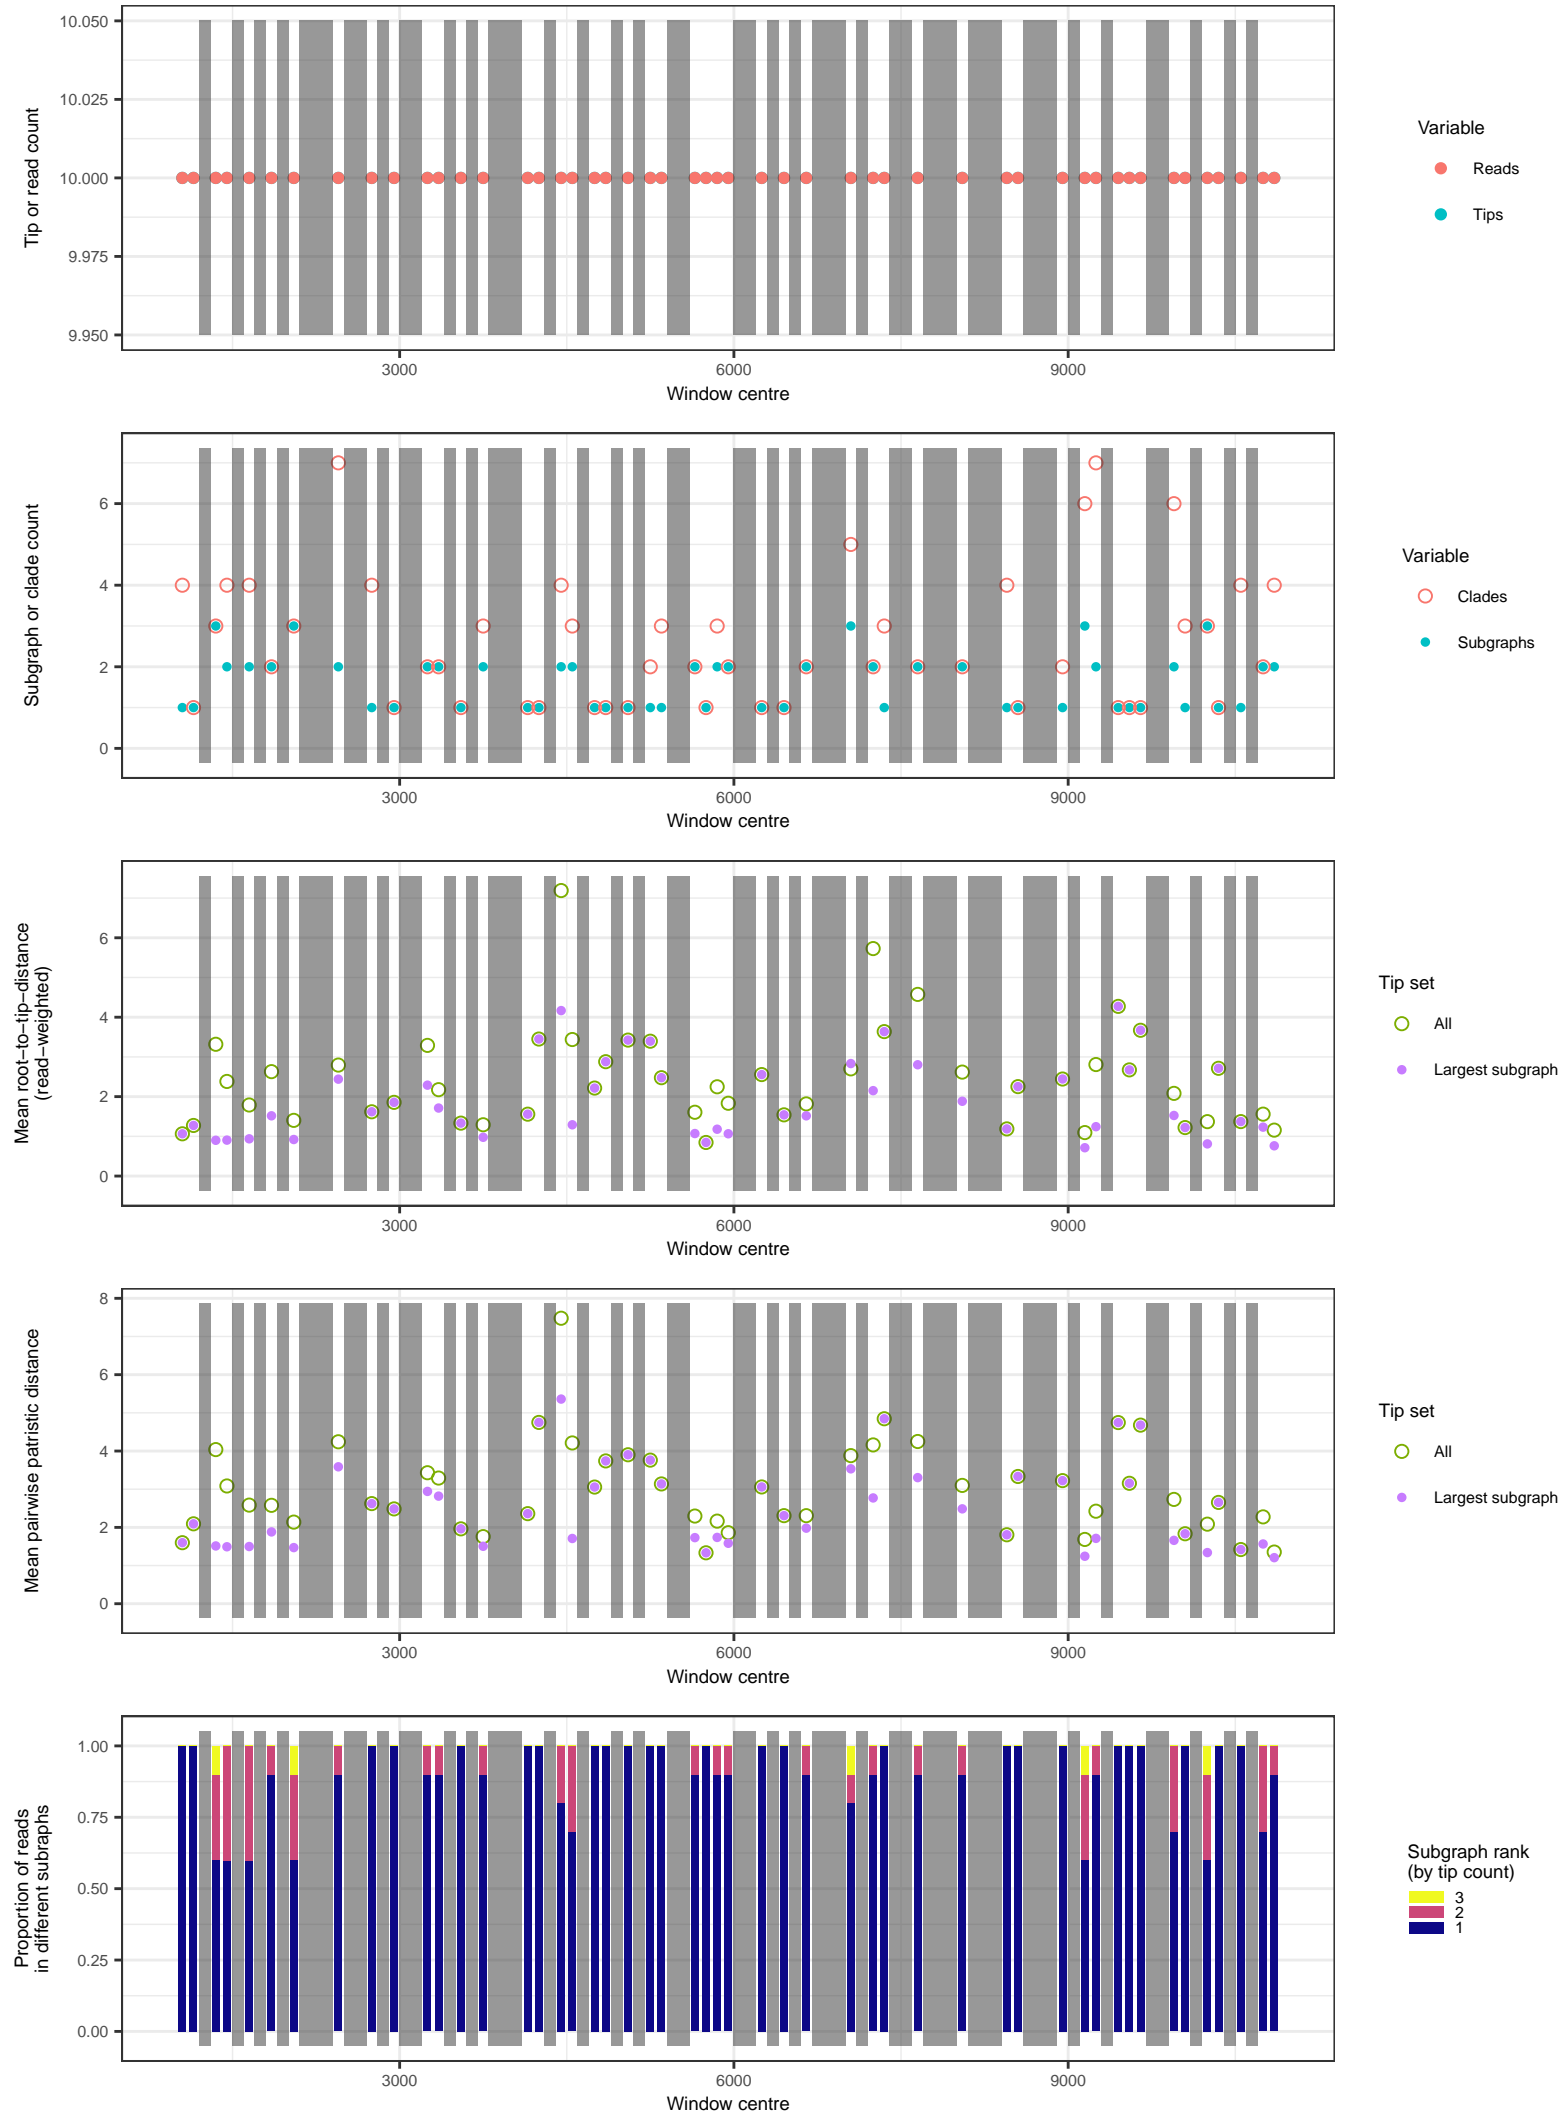 10.050
10.025
10.000
9.975
9.950
Tip or read count
3000
6000
9000
Window centre
Variable
Reads
Tips
6
4
2
0
Subgraph or clade count
3000
6000
9000
Window centre
Variable
Clades
Subgraphs
6
4
2
0
Mean root−to−tip−distance
(read−weighted)
3000
6000
9000
Window centre
Tip set
All
Largest subgraph
8
6
4
2
0
Mean pairwise patristic distance
3000
6000
9000
Window centre
Tip set
All
Largest subgraph
1.00
0.75
0.50
0.25
0.00
Proportion of reads
in different subraphs
3000
6000
9000
Window centre
Subgraph rank
(by tip count)
3
2
1